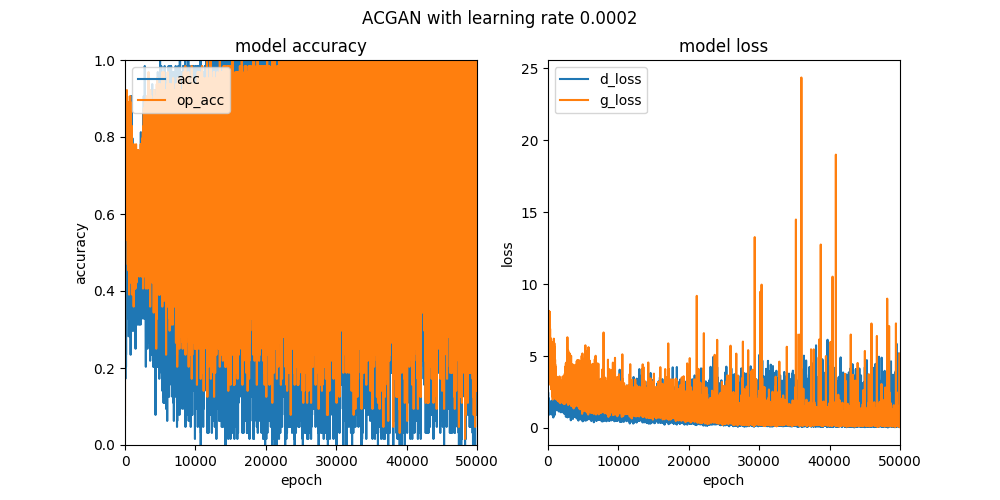 ACGAN with learning rate 0.0002
model accuracy
acc
op_acc
1.0
0.8
0.6
0.4
0.2
0.0
accuracy
0
10000
20000
30000
40000
50000
epoch
model loss
d_loss
g_loss
25
20
15
10
5
0
loss
0
10000
20000
30000
40000
50000
epoch